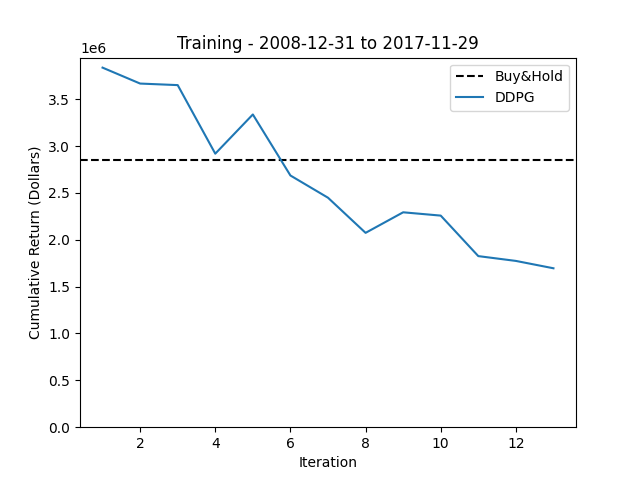 Training - 2008-12-31 to 2017-11-29
1e6
Buy&Hold
DDPG
3.5
3.0
2.5
2.0
1.5
1.0
0.5
0.0
Cumulative Return (Dollars)
2 4 6 8 10 12
Iteration